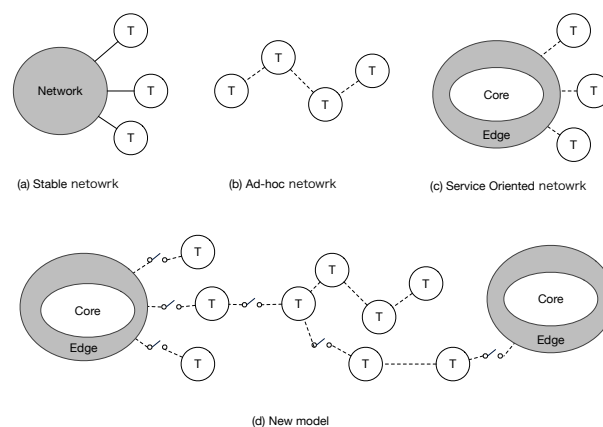 T
Network
T
T
(a) Stable netowrk
T
T
T
T
(b) Ad-hoc netowrk
T
Core
T
Edge
T
(c) Service Oriented netowrk
T
Core
T
Edge
T
T
T
T
T
T
T
Core
Edge
(d) New model